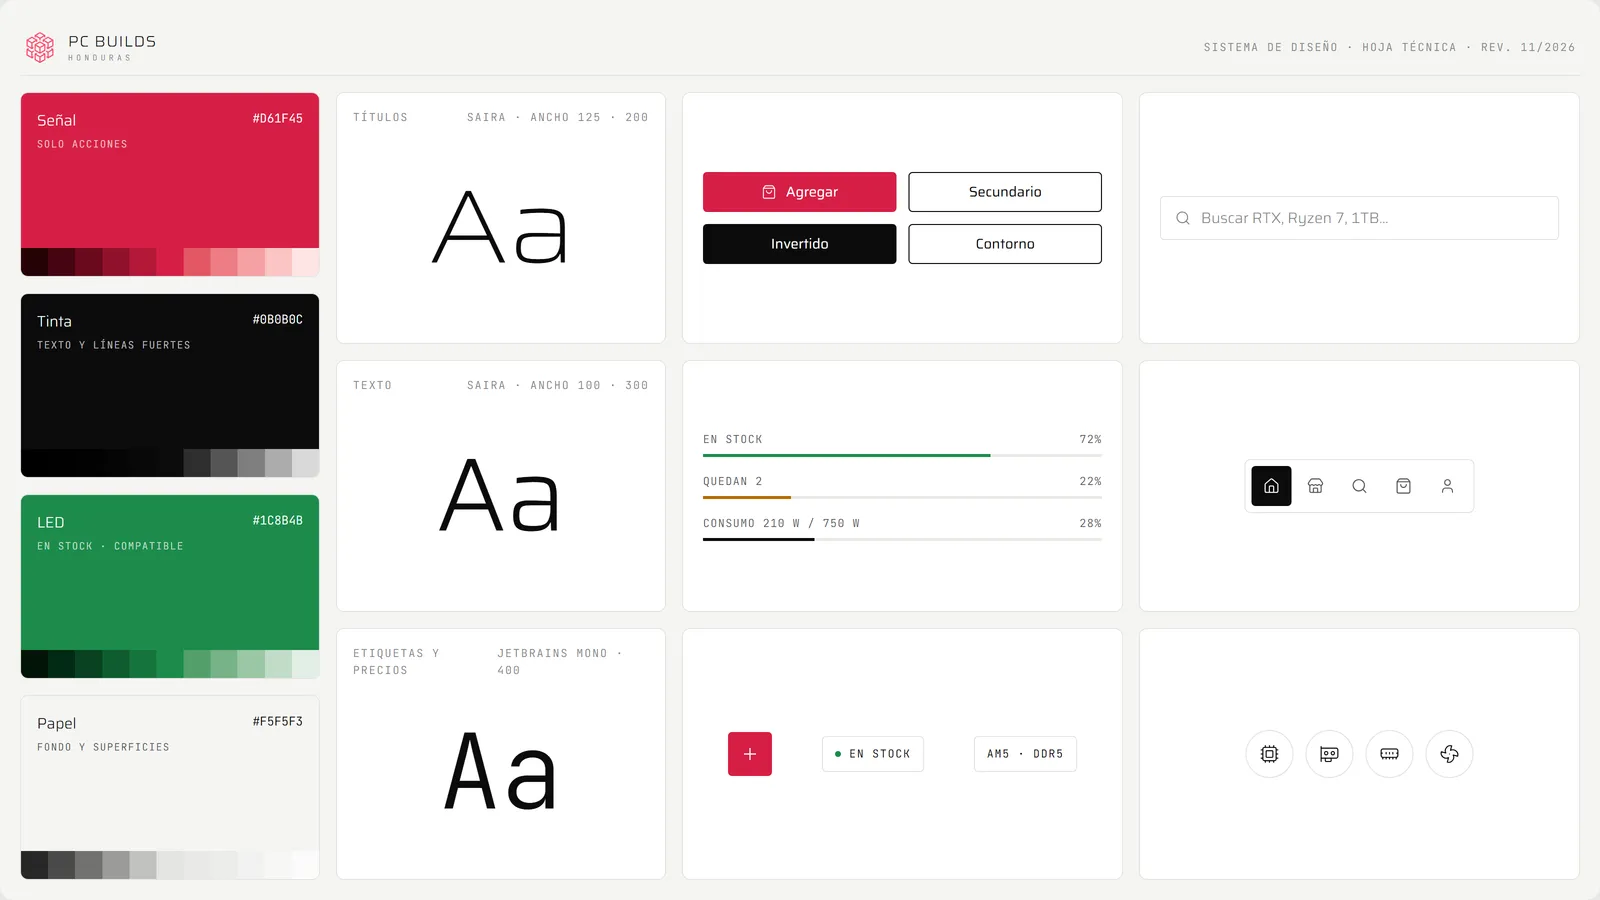 PC BUILDS
HONDURAS
SISTEMA DE DISEÑO · HOJA TÉCNICA · REV. 11/2026
Señal #D61F45
SOLO ACCIONES
Tinta #0B0B0C
TEXTO Y LÍNEAS FUERTES
LED #1C8B4B
EN STOCK · COMPATIBLE
Papel #F5F5F3
FONDO Y SUPERFICIES
TÍTULOS SAIRA · ANCHO 125 · 200
Aa
TEXTO SAIRA · ANCHO 100 · 300
Aa
ETIQUETAS Y
PRECIOS
JETBRAINS MONO ·
400
Aa
Agregar
Secundario
Invertido
Contorno
EN STOCK 72%
QUEDAN 2 22%
CONSUMO 210 W / 750 W 28%
EN STOCK
AM5 · DDR5
Buscar RTX, Ryzen 7, 1TB...